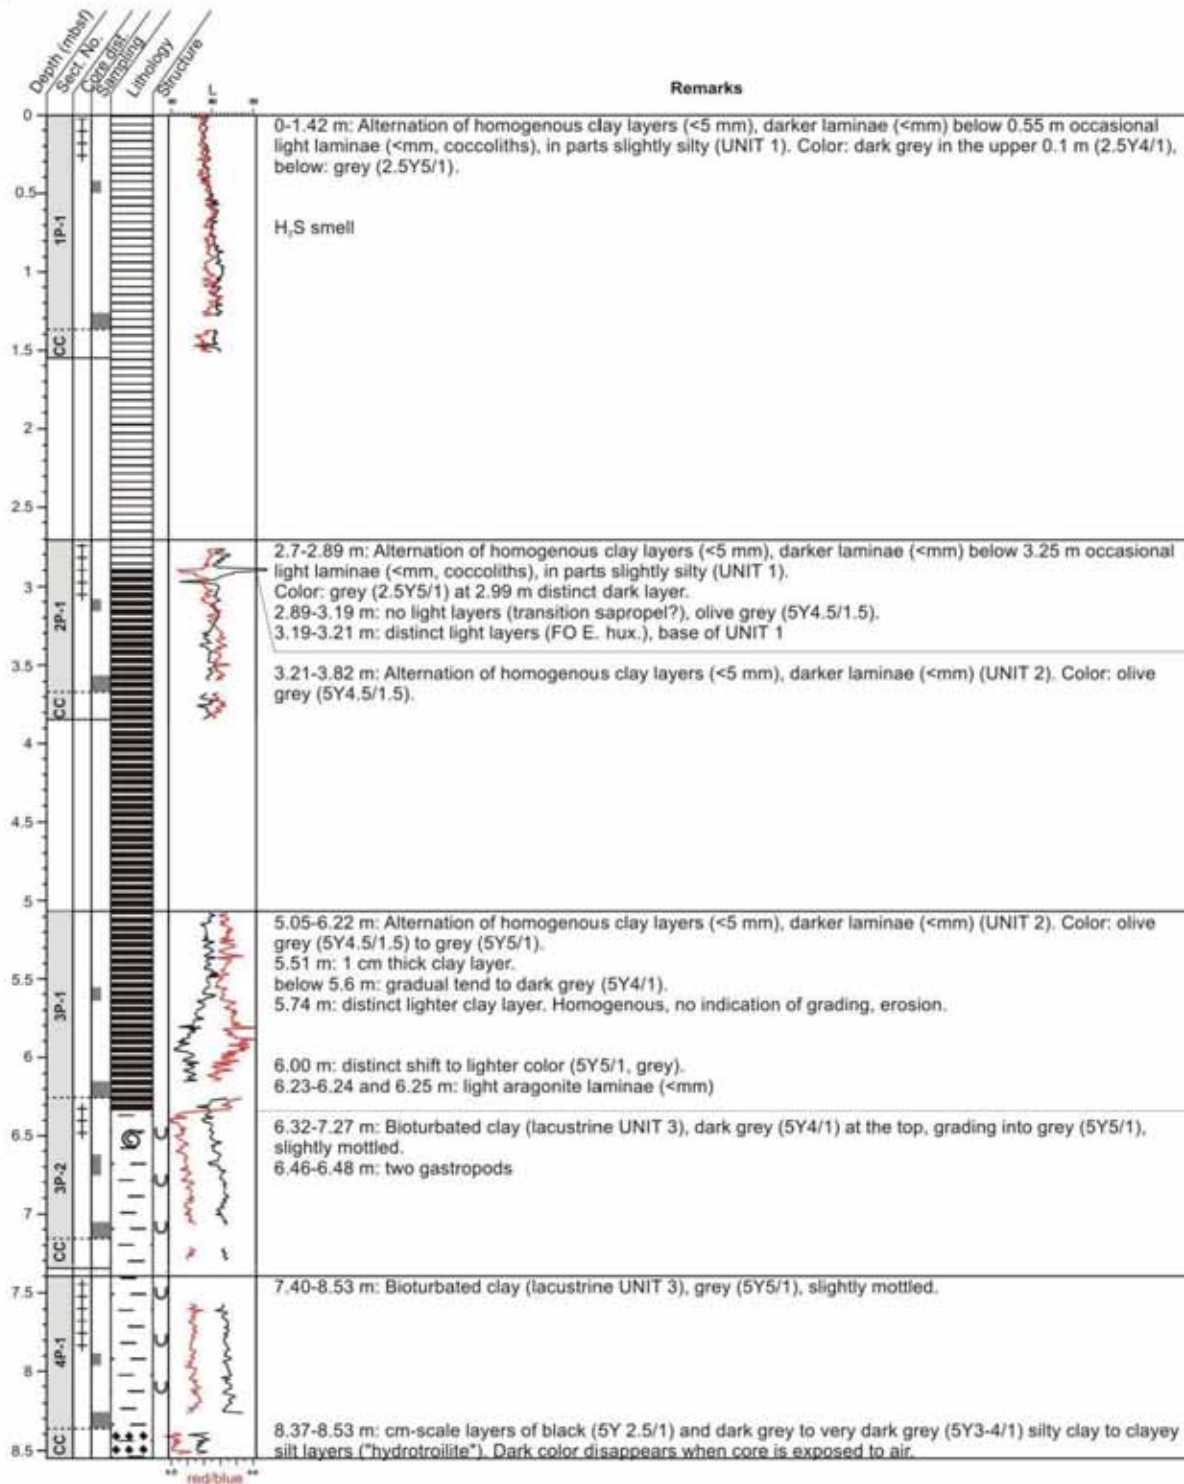 Depth (mbsf)
Sect. No.
Core dist.
Sampling
Lithology
Structure
L
Remarks
0
0-1.42 m: Alternation of homogenous clay layers (<5 mm), darker laminae (<mm) below 0.55 m occasional
light laminae (<mm, coccoliths), in parts slightly silty (UNIT 1). Color: dark grey in the upper 0.1 m (2.5Y4/1),
below: grey (2.5Y5/1).
0.5
H₂S smell
1P-1
1
CC
1.5
2
2.5
2.7-2.89 m: Alternation of homogenous clay layers (<5 mm), darker laminae (<mm) below 3.25 m occasional
light laminae (<mm, coccoliths), in parts slightly silty (UNIT 1).
Color: grey (2.5Y5/1) at 2.99 m distinct dark layer.
3
2.89-3.19 m: no light layers (transition sapropel?), olive grey (5Y4.5/1.5).
2P-1
3.19-3.21 m: distinct light layers (FO E. hux.), base of UNIT 1
3.5
3.21-3.82 m: Alternation of homogenous clay layers (<5 mm), darker laminae (<mm) (UNIT 2). Color: olive
grey (5Y4.5/1.5).
CC
4
4.5
5
5.05-6.22 m: Alternation of homogenous clay layers (<5 mm), darker laminae (<mm) (UNIT 2). Color: olive
grey (5Y4.5/1.5) to grey (5Y5/1).
5.51 m: 1 cm thick clay layer.
5.5
below 5.6 m: gradual tend to dark grey (5Y4/1).
3P-1
5.74 m: distinct lighter clay layer. Homogenous, no indication of grading, erosion.
6
6.00 m: distinct shift to lighter color (5Y5/1, grey).
6.23-6.24 and 6.25 m: light aragonite laminae (<mm)
6.5
6.32-7.27 m: Bioturbated clay (lacustrine UNIT 3), dark grey (5Y4/1) at the top, grading into grey (5Y5/1),
slightly mottled.
6.46-6.48 m: two gastropods
3P-2
7
CC
7.5
7.40-8.53 m: Bioturbated clay (lacustrine UNIT 3), grey (5Y5/1), slightly mottled.
4P-1
8
8.37-8.53 m: cm-scale layers of black (5Y 2.5/1) and dark grey to very dark grey (5Y3-4/1) silty clay to clayey
CC
8.5
silt layers ("hydrotroilite"). Dark color disappears when core is exposed to air.
red/blue